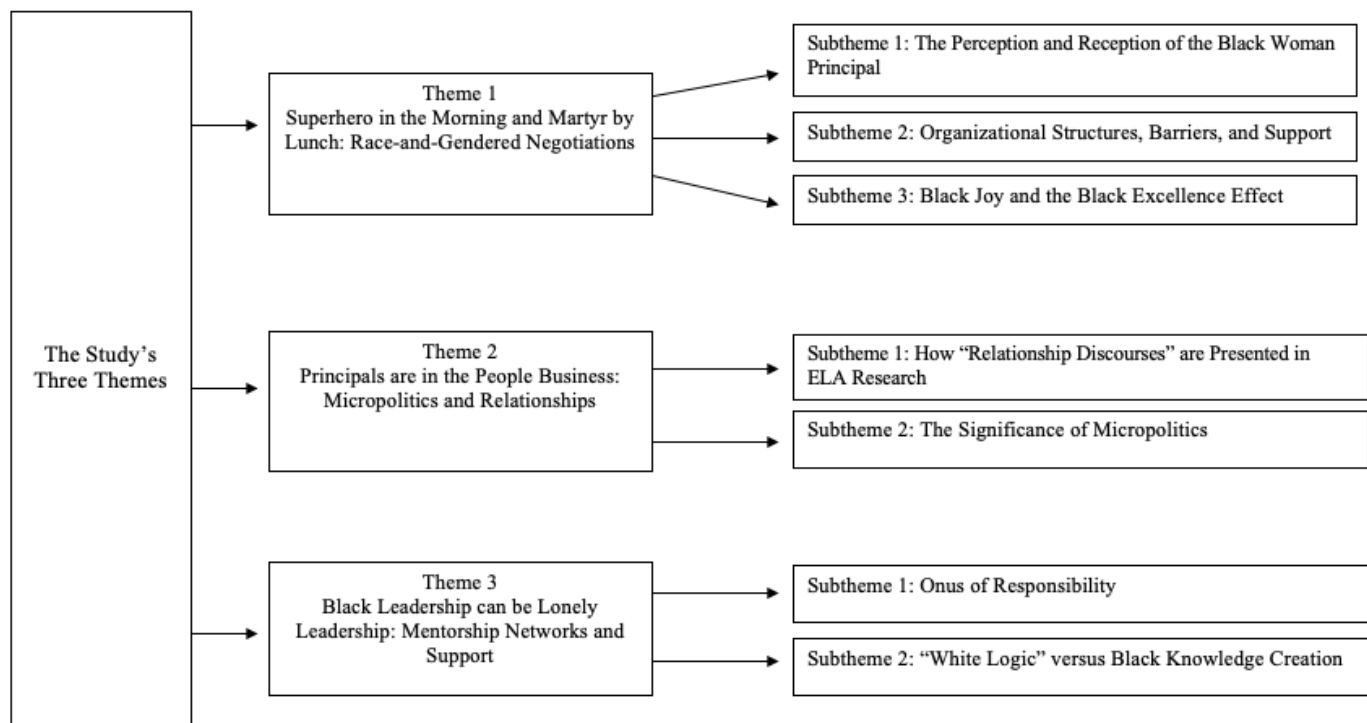 The Study's
Three Themes
Theme 1
Superhero in the Morning and Martyr by
Lunch: Race-and-Gendered Negotiations
Subtheme 1: The Perception and Reception of the Black Woman
Principal
Subtheme 2: Organizational Structures, Barriers, and Support
Subtheme 3: Black Joy and the Black Excellence Effect
Theme 2
Principals are in the People Business:
Micropolitics and Relationships
Subtheme 1: How “Relationship Discourses” are Presented in
ELA Research
Subtheme 2: The Significance of Micropolitics
Theme 3
Black Leadership can be Lonely
Leadership: Mentorship Networks and
Support
Subtheme 1: Onus of Responsibility
Subtheme 2: “White Logic” versus Black Knowledge Creation